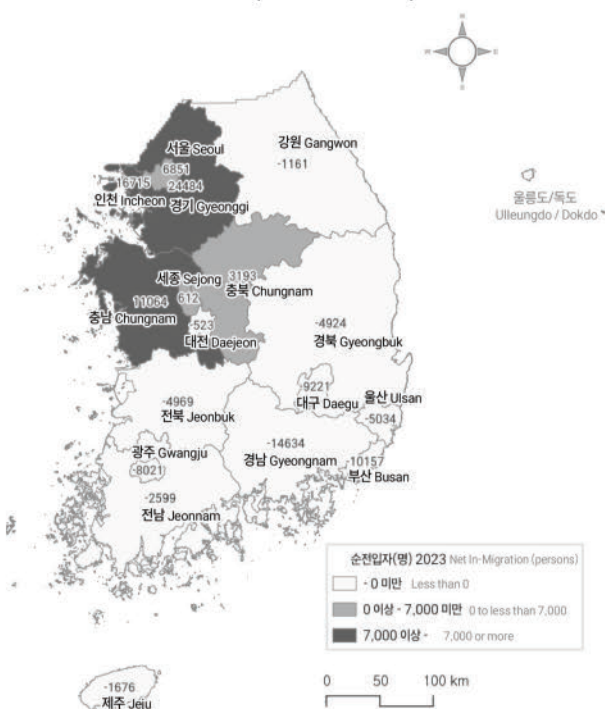 N
W E
S
강원 Gangwon
-1161
서울 Seoul
6851
16715
24484
인천 Incheon
경기 Gyeonggi
울릉도/독도
Ulleungdo / Dokdo
세종 Sejong
3193
11064
612
충북 Chungnam
충남 Chungnam
-523
대전 Daejeon
-4924
경북 Gyeongbuk
-9221
대구 Daegu
울산 Ulsan
-4969
전북 Jeonbuk
-5034
-14634
광주 Gwangju
경남 Gyeongnam
-10157
-8021
부산 Busan
-2599
전남 Jeonnam
순전입자(명) 2023 Net In-Migration (persons)
- 0 미만 Less than 0
0 이상 - 7,000 미만 0 to less than 7,000
7,000 이상 - 7,000 or more
-1676
제주 Jeju
0 50 100 km